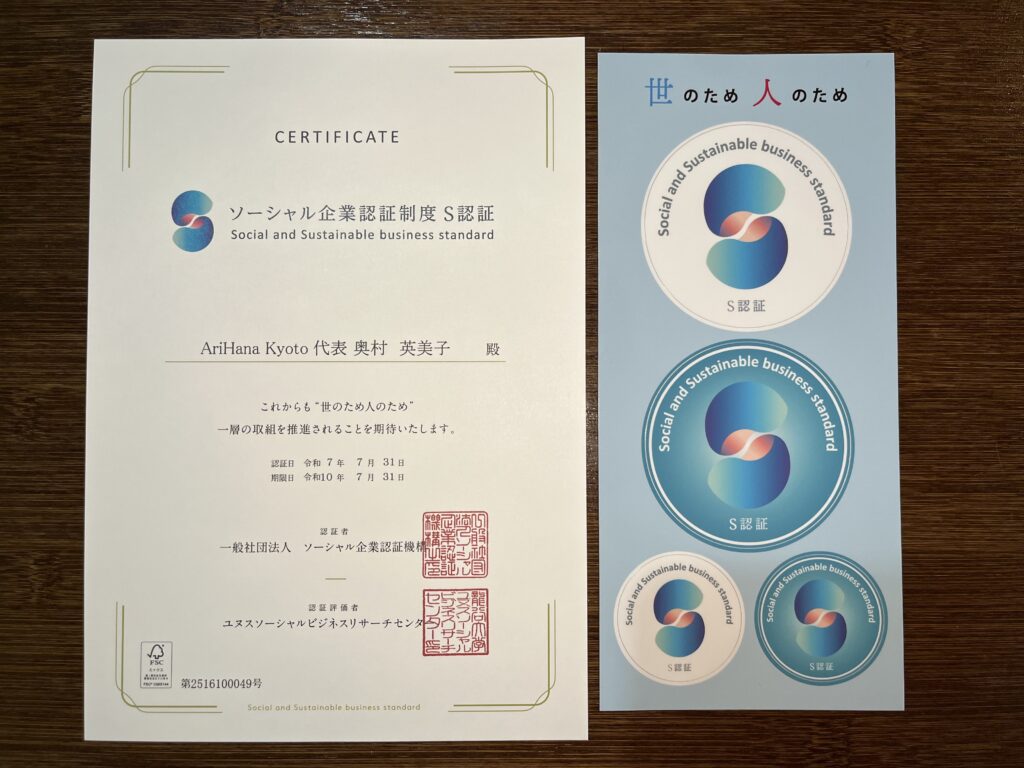 CERTIFICATE
ソーシャル企業認証制度 S認証
Social and Sustainable business standard
AriHana Kyoto 代表 奥村 英美子 殿
これからも“世のため人のため”
一層の取組を推進されることを期待いたします。
認証日 令和 7 年 7 月 31 日
期限日 令和10 年 7 月 31 日
認証者
一般社団法人 ソーシャル企業認証機構
認証評価者
ユヌスソーシャルビジネスリサーチセンター
FSC
ミックス
第2516100049号
Social and Sustainable business standard
世のため 人のため
Social and Sustainable business standard
S認証
Social and Sustainable business standard
S認証
Social and Sustainable business standard
S認証
Social and Sustainable business standard
S認証